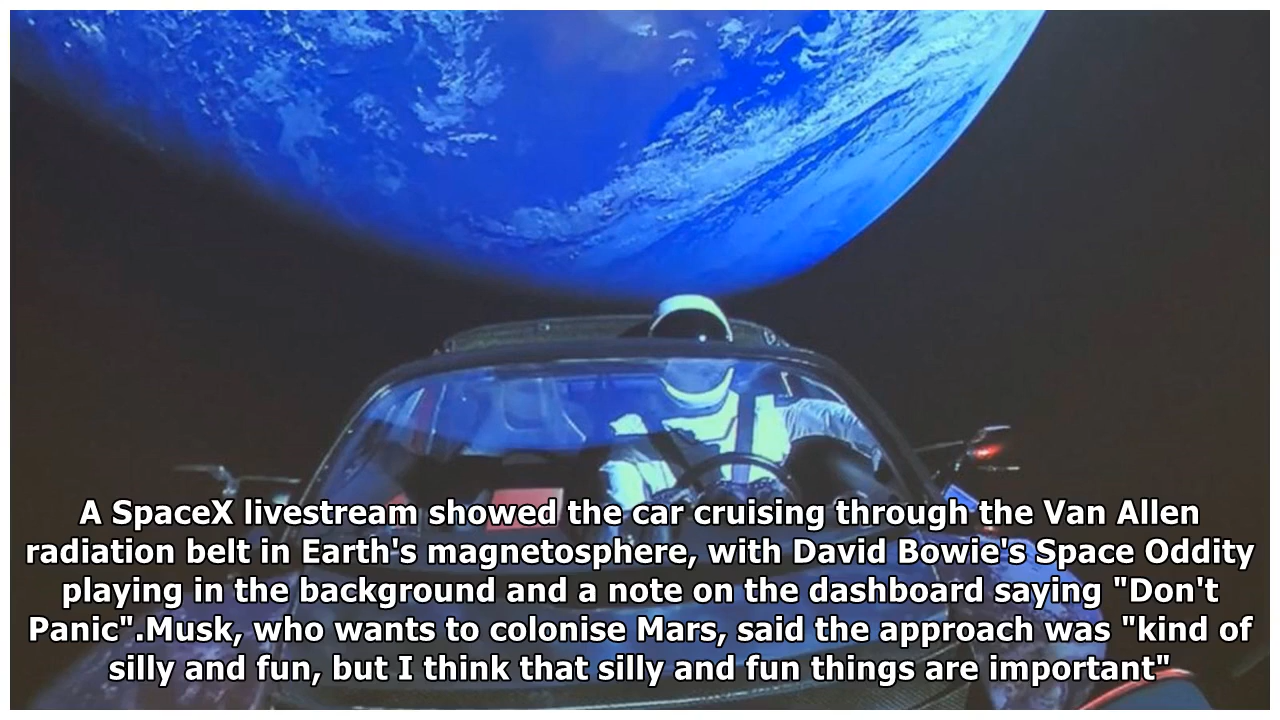 A SpaceX livestream showed the car cruising through the Van Allen
radiation belt in Earth's magnetosphere, with David Bowie's Space Oddity
playing in the background and a note on the dashboard saying "Don't
Panic".Musk, who wants to colonise Mars, said the approach was "kind of
silly and fun, but I think that silly and fun things are important"